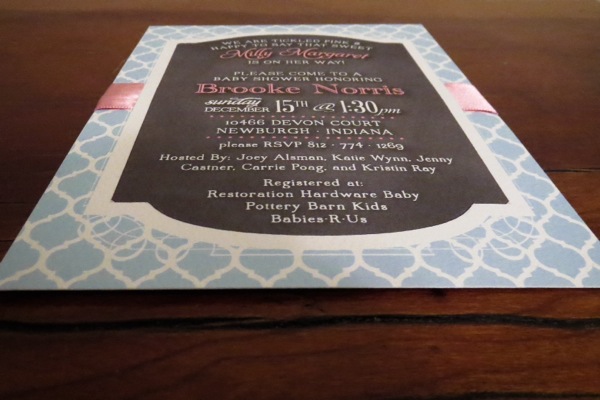 WE ARE TICKLED PINK &
HAPPY TO SAY THAT SWEET
Milly Margaret
IS ON HER WAY!
PLEASE COME TO A
BABY SHOWER HONORING
Brooke Norris
sunday
DECEMBER 15TH @ 1:30pm
10466 DEVON COURT
NEWBURGH · INDIANA
please RSVP 812 · 774 · 1269
Hosted By: Joey Alsman, Katie Wynn, Jenny
Castner, Carrie Poag, and Kristin Ray
Registered at:
Restoration Hardware Baby
Pottery Barn Kids
Babies·R·Us